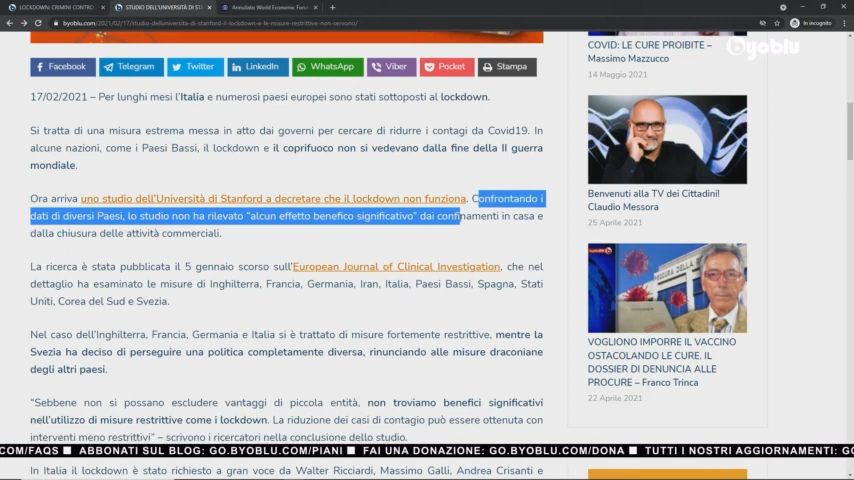 LOCKDOWN: CRIMINI CONTRO
STUDIO DELL'UNIVERSITÀ DI STAN
Annullato World Economic Forum
byoblu.com/2021/02/17/studio-delluniversita-di-stanford-il-lockdown-e-le-misure-restrittive-non-servono/
In incognito
byoblu
Facebook
Telegram
Twitter
LinkedIn
WhatsApp
Viber
Pocket
Stampa
17/02/2021 – Per lunghi mesi l'Italia e numerosi paesi europei sono stati sottoposti al lockdown.
Si tratta di una misura estrema messa in atto dai governi per cercare di ridurre i contagi da Covid19. In
alcune nazioni, come i Paesi Bassi, il lockdown e il coprifuoco non si vedevano dalla fine della II guerra
mondiale.
Ora arriva uno studio dell'Università di Stanford a decretare che il lockdown non funziona. Confrontando i
dati di diversi Paesi, lo studio non ha rilevato "alcun effetto benefico significativo" dai confinamenti in casa e
dalla chiusura delle attività commerciali.
La ricerca è stata pubblicata il 5 gennaio scorso sull'European Journal of Clinical Investigation, che nel
dettaglio ha esaminato le misure di Inghilterra, Francia, Germania, Iran, Italia, Paesi Bassi, Spagna, Stati
Uniti, Corea del Sud e Svezia.
Nel caso dell'Inghilterra, Francia, Germania e Italia si è trattato di misure fortemente restrittive, mentre la
Svezia ha deciso di perseguire una politica completamente diversa, rinunciando alle misure draconiane
degli altri paesi.
"Sebbene non si possano escludere vantaggi di piccola entità, non troviamo benefici significativi
nell'utilizzo di misure restrittive come i lockdown. La riduzione dei casi di contagio può essere ottenuta con
interventi meno restrittivi" – scrivono i ricercatori nella conclusione dello studio.
In Italia il lockdown è stato richiesto a gran voce da Walter Ricciardi, Massimo Galli, Andrea Crisanti e
COVID: LE CURE PROIBITE –
Massimo Mazzucco
14 Maggio 2021
Benvenuti alla TV dei Cittadini!
Claudio Messora
25 Aprile 2021
VOGLIONO IMPORRE IL VACCINO
OSTACOLANDO LE CURE. IL
DOSSIER DI DENUNCIA ALLE
PROCURE – Franco Trinca
22 Aprile 2021
COM/FAQS ■ ABBONATI SUL BLOG: GO.BYOBLU.COM/PIANI ■ FAI UNA DONAZIONE: GO.BYOBLU.COM/DONA ■ TUTTI I NOSTRI AGGIORNAMENTI: GO